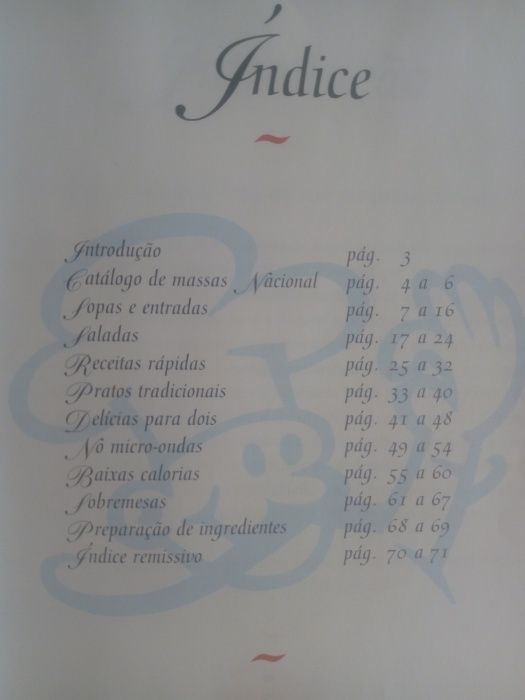 Índice
Introdução pág. 3
Catálogo de massas Nacional pág. 4 a 6
Sopas e entradas pág. 7 a 16
Saladas pág. 17 a 24
Receitas rápidas pág. 25 a 32
Pratos tradicionais pág. 33 a 40
Delícias para dois pág. 41 a 48
Nô micro-ondas pág. 49 a 54
Baixas calorias pág. 55 a 60
Sobremesas pág. 61 a 67
Preparação de ingredientes pág. 68 a 69
Índice remissivo pág. 70 a 71